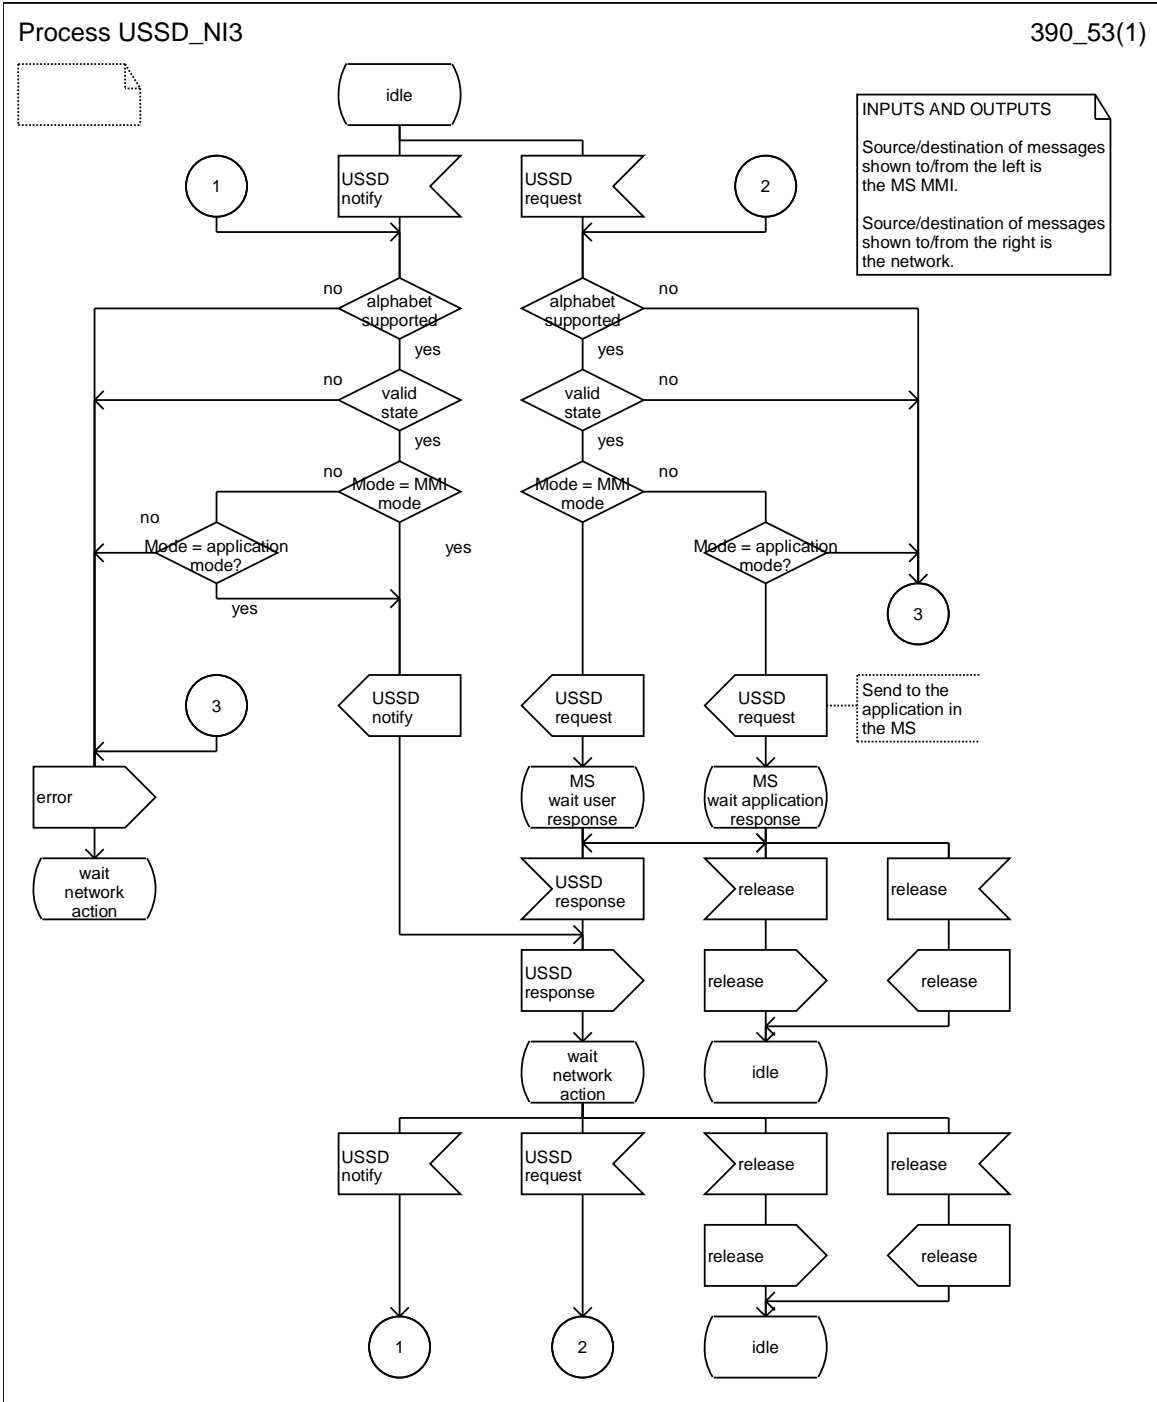 Process USSD_NI3
390_53(1)
idle
INPUTS AND OUTPUTS
Source/destination of messages
shown to/from the left is
the MS MMI.
Source/destination of messages
shown to/from the right is
the network.
1
USSD
notify
USSD
request
2
no
alphabet
supported
yes
alphabet
supported
no
yes
no
valid
state
yes
valid
state
no
yes
no
Mode = MMI
mode
yes
Mode = MMI
mode
no
no
Mode = application
mode?
yes
Mode = application
mode?
3
3
USSD
notify
USSD
request
USSD
request
Send to the
application in
the MS
error
MS
wait user
response
MS
wait application
response
wait
network
action
USSD
response
release
release
USSD
response
release
release
wait
network
action
idle
USSD
notify
USSD
request
release
release
release
release
1
2
idle